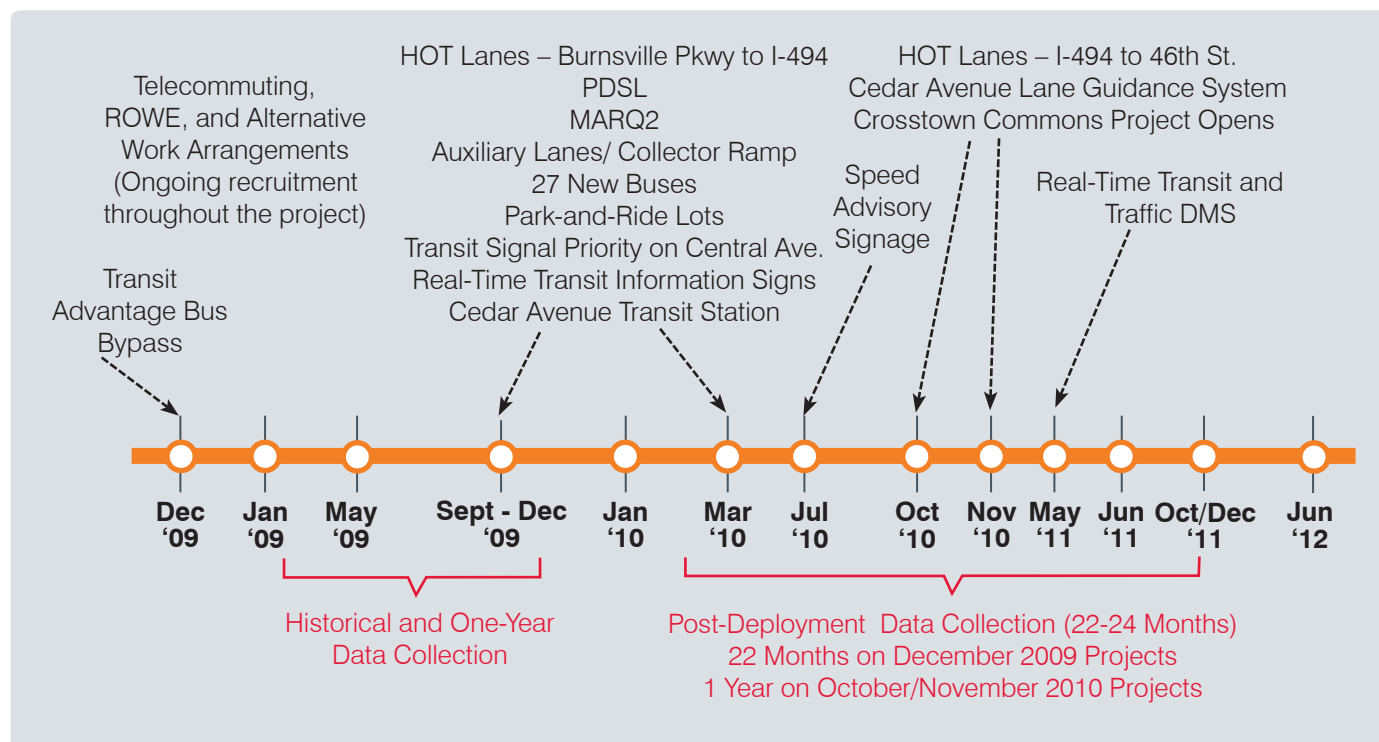 Telecommuting,
ROWE, and Alternative
Work Arrangements
(Ongoing recruitment
throughout the project)
Transit
Advantage Bus
Bypass
HOT Lanes – Burnsville Pkwy to I-494
PDSL
MARQ2
Auxiliary Lanes/ Collector Ramp
27 New Buses
Park-and-Ride Lots
Transit Signal Priority on Central Ave.
Real-Time Transit Information Signs
Cedar Avenue Transit Station
HOT Lanes – I-494 to 46th St.
Cedar Avenue Lane Guidance System
Crosstown Commons Project Opens
Speed
Advisory
Signage
Real-Time Transit and
Traffic DMS
Dec
‘09
Jan
‘09
May
‘09
Sept - Dec
‘09
Jan
‘10
Mar
‘10
Jul
‘10
Oct
‘10
Nov
‘10
May
‘11
Jun
‘11
Oct/Dec
‘11
Jun
‘12
Historical and One-Year
Data Collection
Post-Deployment Data Collection (22-24 Months)
22 Months on December 2009 Projects
1 Year on October/November 2010 Projects